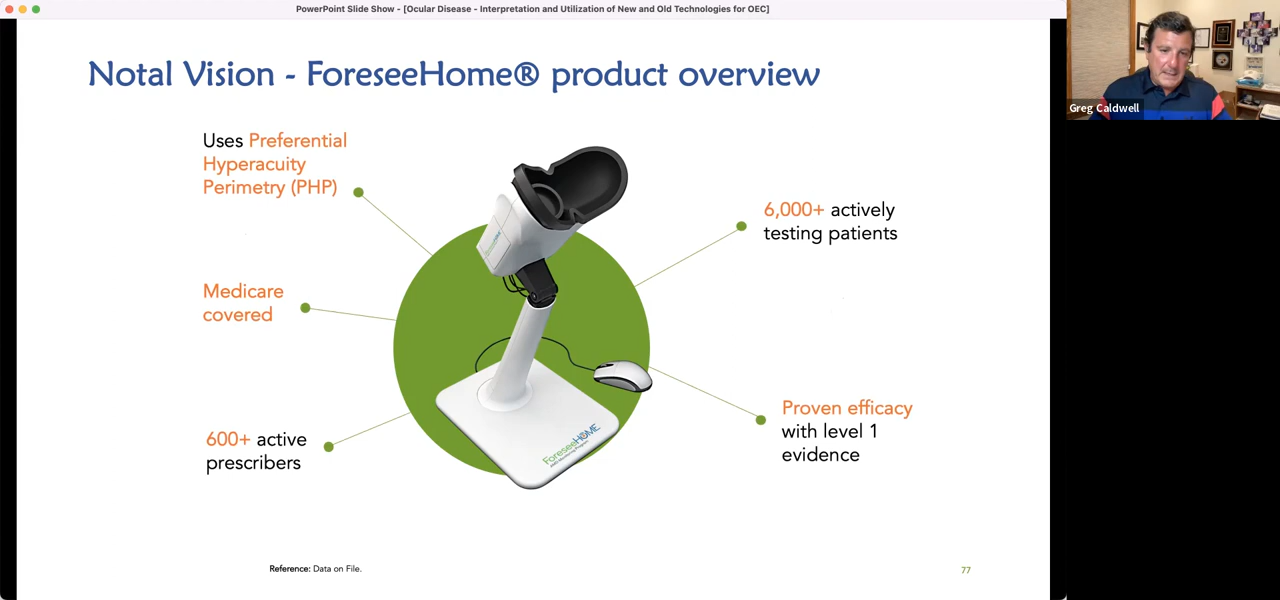 PowerPoint Slide Show - [Ocular Disease - Interpretation and Utilization of New and Old Technologies for OEC]
Notal Vision - ForeseeHome® product overview
Uses Preferential
Hyperacuity
Perimetry (PHP)
6,000+ actively
testing patients
Medicare
covered
Proven efficacy
with level 1
evidence
600+ active
prescribers
ForeseeHOME
Reference: Data on File.
77
Greg Caldwell